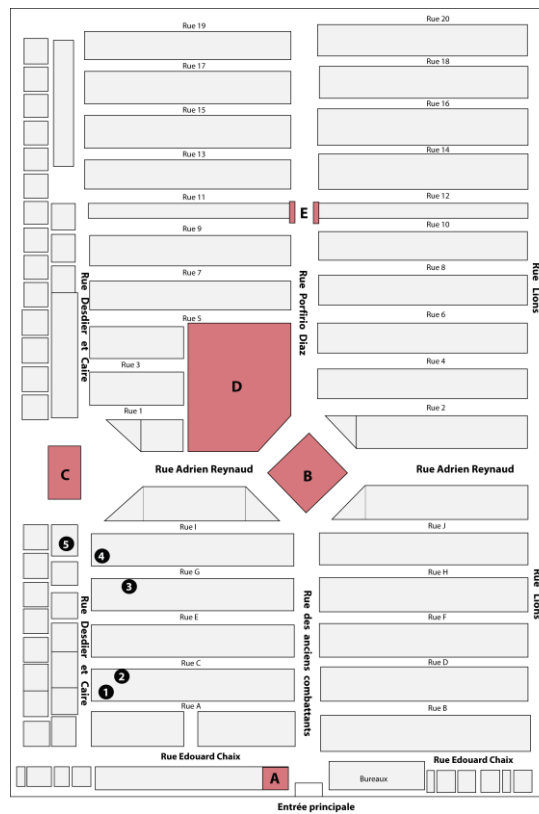 Rue 19
Rue 20
Rue 17
Rue 18
Rue 15
Rue 16
Rue 13
Rue 14
Rue 11
Rue 12
E
Rue 9
Rue 10
Rue 7
Rue 8
Rue Desdier et Caire
Rue Porfirio Diaz
Rue Lions
Rue 5
Rue 6
Rue 3
Rue 4
D
Rue 1
Rue 2
C
Rue Adrien Reynaud
B
Rue Adrien Reynaud
Rue I
Rue J
5
4
Rue G
Rue H
3
Rue Desdier et Caire
Rue des anciens combattants
Rue Lions
Rue E
Rue F
Rue C
Rue D
2
1
Rue A
Rue B
Rue Edouard Chaix
Rue Edouard Chaix
A
Bureaux
Entrée principale